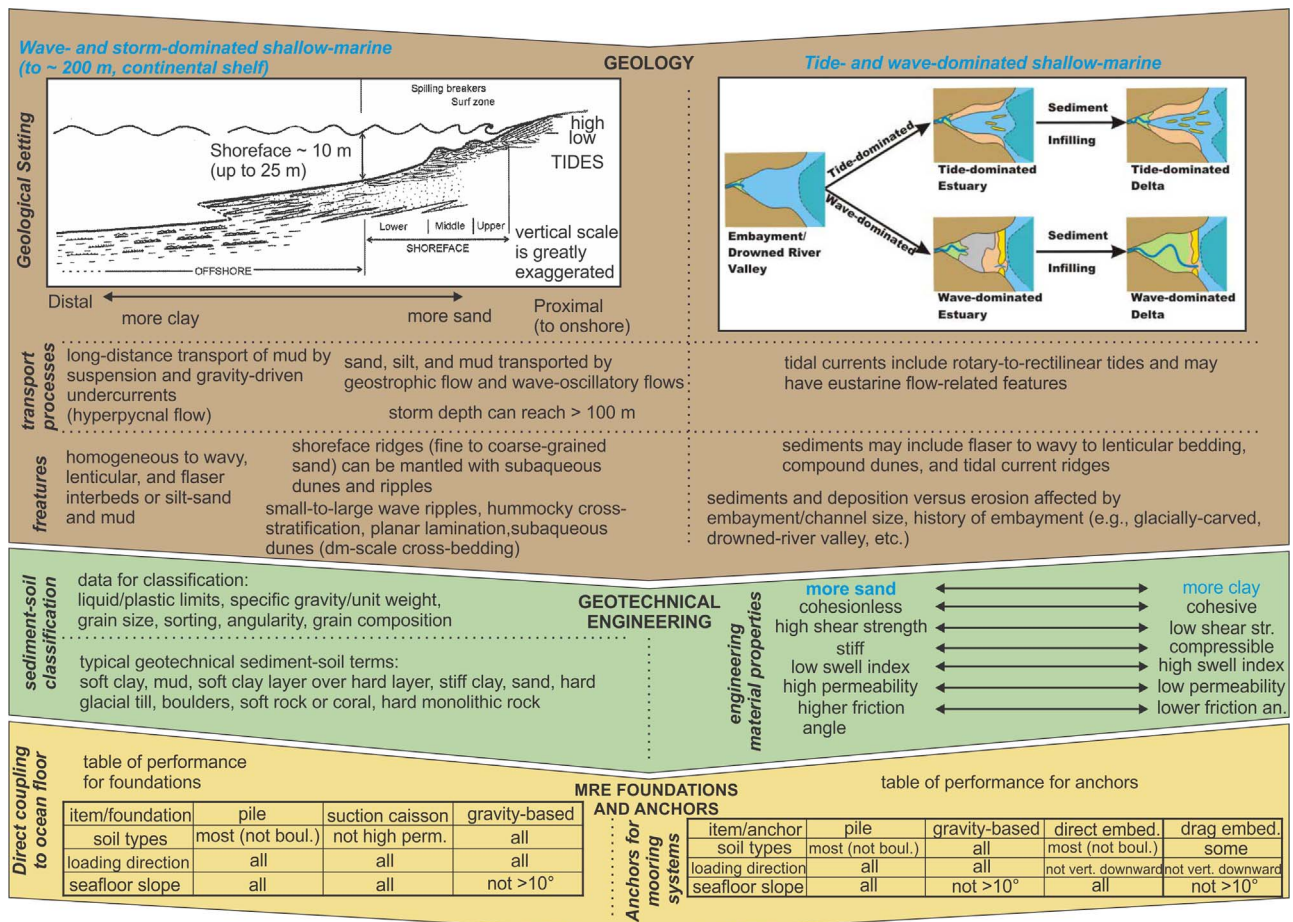 Wave- and storm-dominated shallow-marine
(to ~ 200 m, continental shelf)
GEOLOGY
Tide- and wave-dominated shallow-marine
Geological Setting
Spilling breakers
Surf zone
high
low
TIDES
Shoreface ~ 10 m
(up to 25 m)
Lower
Middle
Upper
SHOREFACE
OFFSHORE
vertical scale
is greatly
exaggerated
Distal
more clay
more sand
Proximal
(to onshore)
Embayment/
Drowned River
Valley
Tide-dominated
Wave-dominated
Tide-dominated
Estuary
Sediment
Infilling
Tide-dominated
Delta
Wave-dominated
Estuary
Sediment
Infilling
Wave-dominated
Delta
transport
processes
long-distance transport of mud by
suspension and gravity-driven
undercurrents
(hyperpycnal flow)
sand, silt, and mud transported by
geostrophic flow and wave-oscillatory flows
storm depth can reach > 100 m
tidal currents include rotary-to-rectilinear tides and may
have eustarine flow-related features
freatures
homogeneous to wavy,
lenticular, and flaser
interbeds or silt-sand
and mud
shoreface ridges (fine to coarse-grained
sand) can be mantled with subaqueous
dunes and ripples
small-to-large wave ripples, hummocky cross-
stratification, planar lamination,subaqueous
dunes (dm-scale cross-bedding)
sediments may include flaser to wavy to lenticular bedding,
compound dunes, and tidal current ridges
sediments and deposition versus erosion affected by
embayment/channel size, history of embayment (e.g., glacially-carved,
drowned-river valley, etc.)
sediment-soil
classification
data for classification:
liquid/plastic limits, specific gravity/unit weight,
grain size, sorting, angularity, grain composition
typical geotechnical sediment-soil terms:
soft clay, mud, soft clay layer over hard layer, stiff clay, sand, hard
glacial till, boulders, soft rock or coral, hard monolithic rock
GEOTECHNICAL
ENGINEERING
engineering
material properties
more sand more clay
cohesionless cohesive
high shear strength low shear str.
stiff compressible
low swell index high swell index
high permeability low permeability
higher friction lower friction an.
angle
Direct coupling
to ocean floor
table of performance
for foundations
item/foundation pile suction caisson gravity-based
soil types most (not boul.) not high perm. all
loading direction all all all
seafloor slope all all not >10°
MRE FOUNDATIONS
AND ANCHORS
Anchors for
mooring
systems
table of performance for anchors
item/anchor pile gravity-based direct embed. drag embed.
soil types most (not boul.) all most (not boul.) some
loading direction all all not vert. downward not vert. downward
seafloor slope all not >10° all not >10°